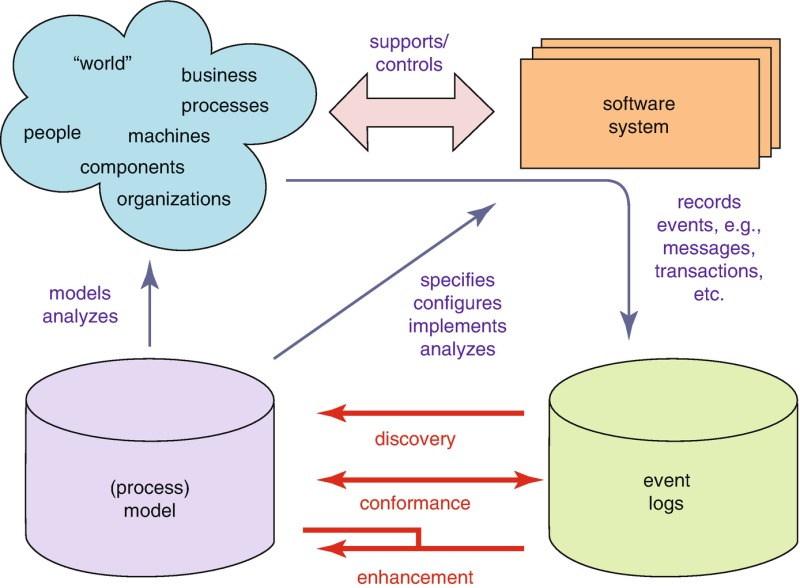 supports/
controls
“world”
business
processes
people
machines
components
organizations
software
system
records
events, e.g.,
messages,
transactions,
etc.
models
analyzes
specifies
configures
implements
analyzes
discovery
(process)
model
event
logs
conformance
enhancement